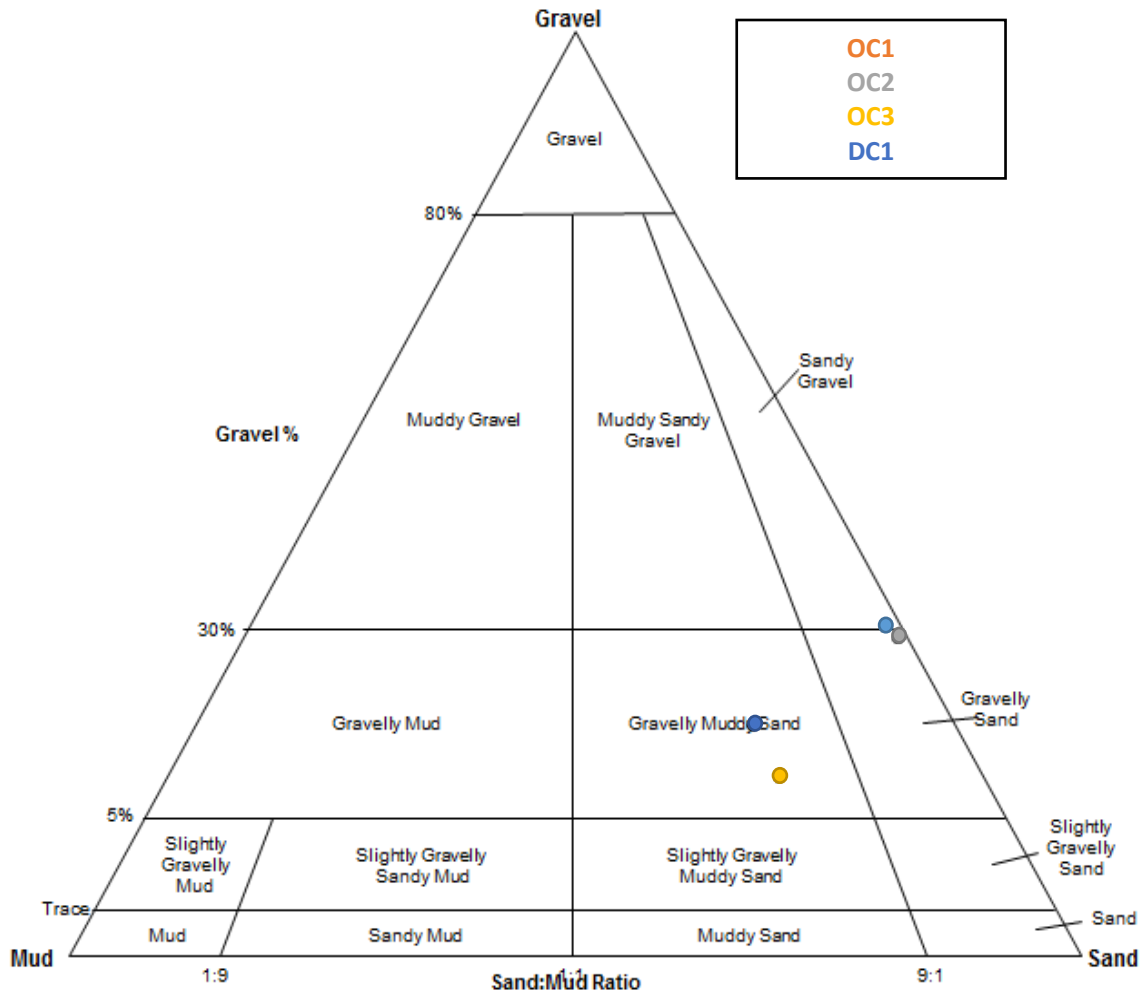 Gravel
OC1
OC2
OC3
DC1
Gravel
80%
Sandy
Gravel
Muddy Gravel
Muddy Sandy
Gravel
Gravel %
30%
Gravelly
Sand
Gravelly Mud
Gravelly Muddy Sand
5%
Slightly
Gravelly
Mud
Slightly Gravelly
Sandy Mud
Slightly Gravelly
Muddy Sand
Slightly
Gravelly
Sand
Trace
Sand
Mud
Sandy Mud
Muddy Sand
Mud
Sand
1:9
1:1
9:1
Sand:Mud Ratio